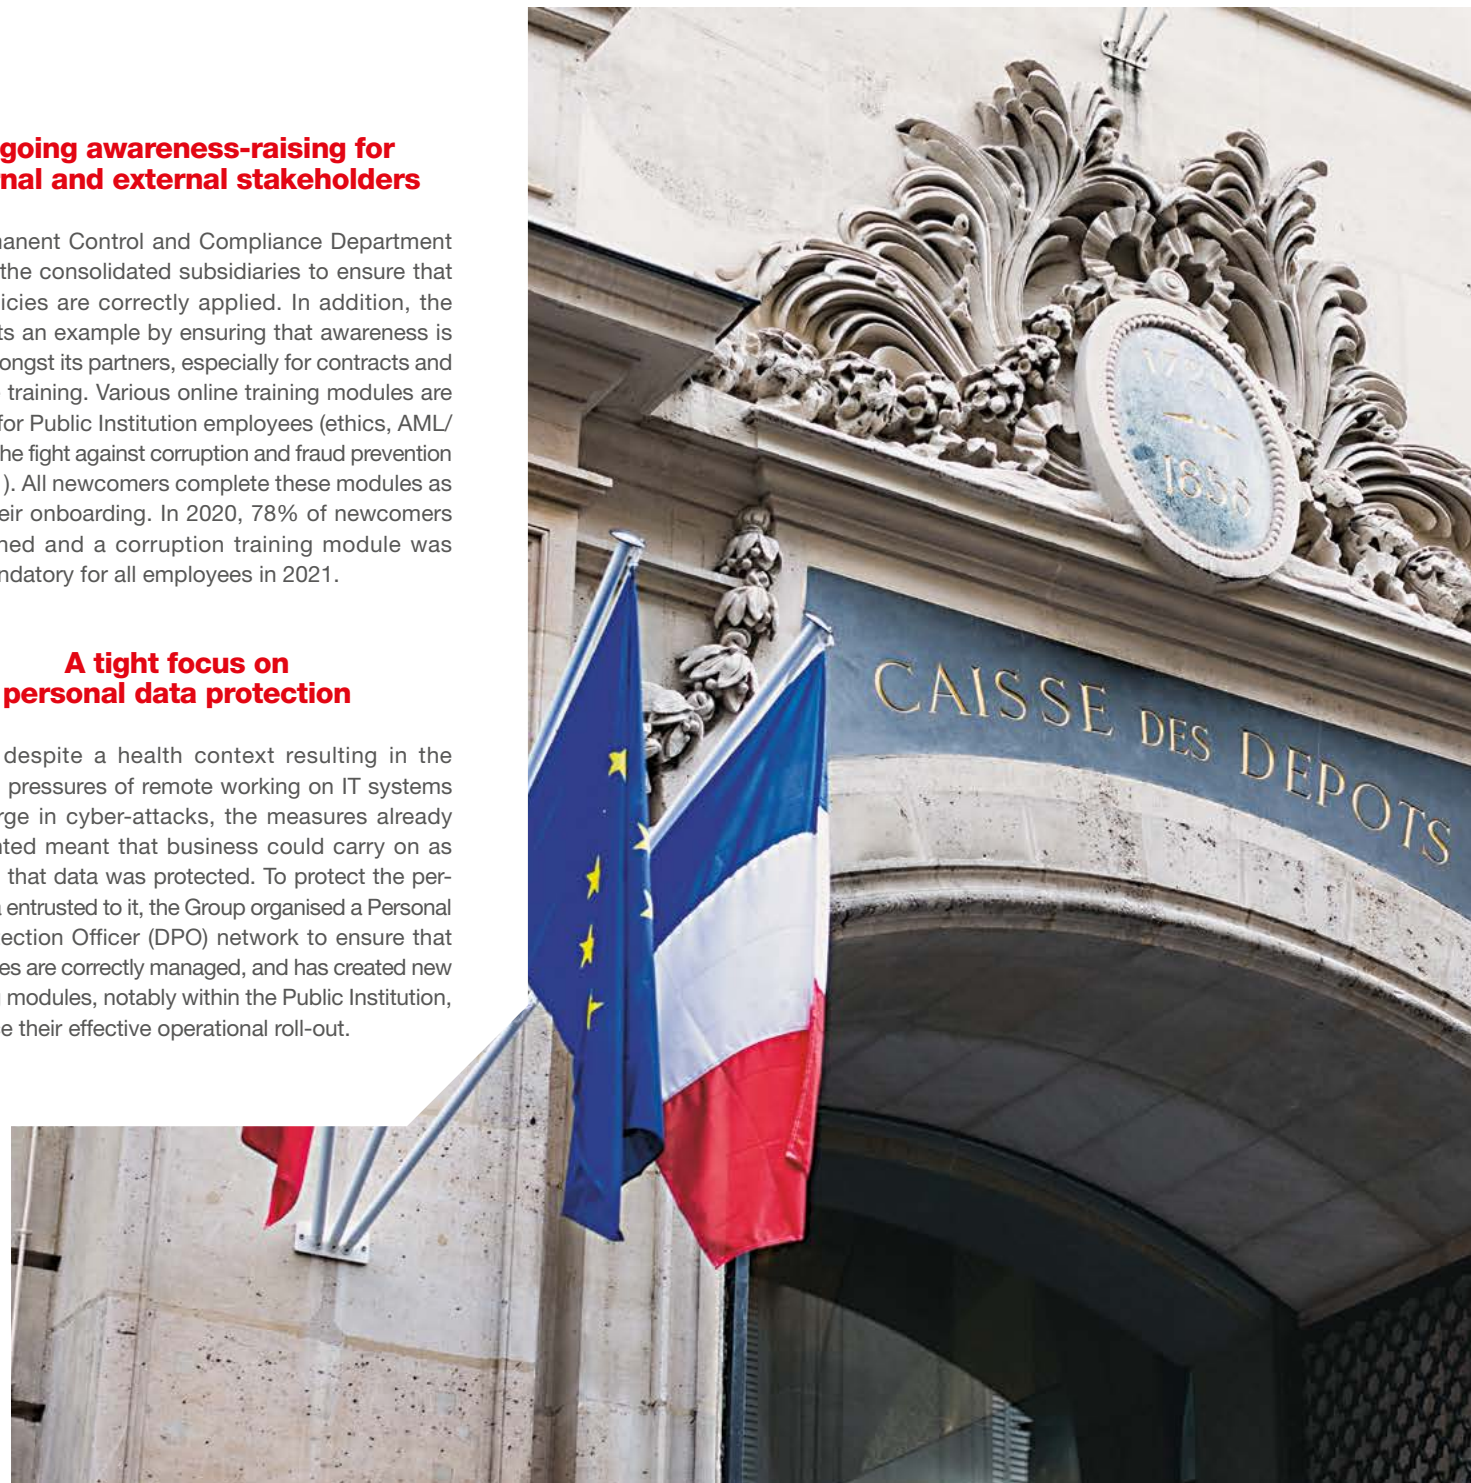 going awareness-raising for
nal and external stakeholders
anent Control and Compliance Department
the consolidated subsidiaries to ensure that
icies are correctly applied. In addition, the
ts an example by ensuring that awareness is
ongst its partners, especially for contracts and
training. Various online training modules are
for Public Institution employees (ethics, AML/
he fight against corruption and fraud prevention
). All newcomers complete these modules as
eir onboarding. In 2020, 78% of newcomers
ned and a corruption training module was
ndatory for all employees in 2021.
A tight focus on
personal data protection
despite a health context resulting in the
pressures of remote working on IT systems
rge in cyber-attacks, the measures already
nted meant that business could carry on as
that data was protected. To protect the per-
entrusted to it, the Group organised a Personal
ection Officer (DPO) network to ensure that
es are correctly managed, and has created new
modules, notably within the Public Institution,
e their effective operational roll-out.
1858
CAISSE DES DEPOTS